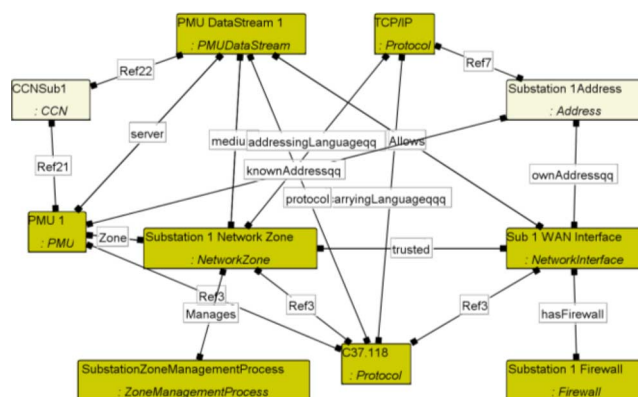 PMU DataStream 1
: PMUDataStream
TCP/IP
: Protocol
Ref22
Ref7
CCNSub1
: CCN
Substation 1Address
: Address
server
addressingLanguageqq
Allows
Ref21
knownAddressqq
ownAddressqq
protocol
carryingLanguageqqq
PMU 1
: PMU
Zone
Substation 1 Network Zone
: NetworkZone
trusted
Sub 1 WAN Interface
: NetworkInterface
Ref3
Manages
Ref3
Ref3
hasFirewall
C37.118
: Protocol
SubstationZoneManagementProcess
: ZoneManagementProcess
Substation 1 Firewall
: Firewall